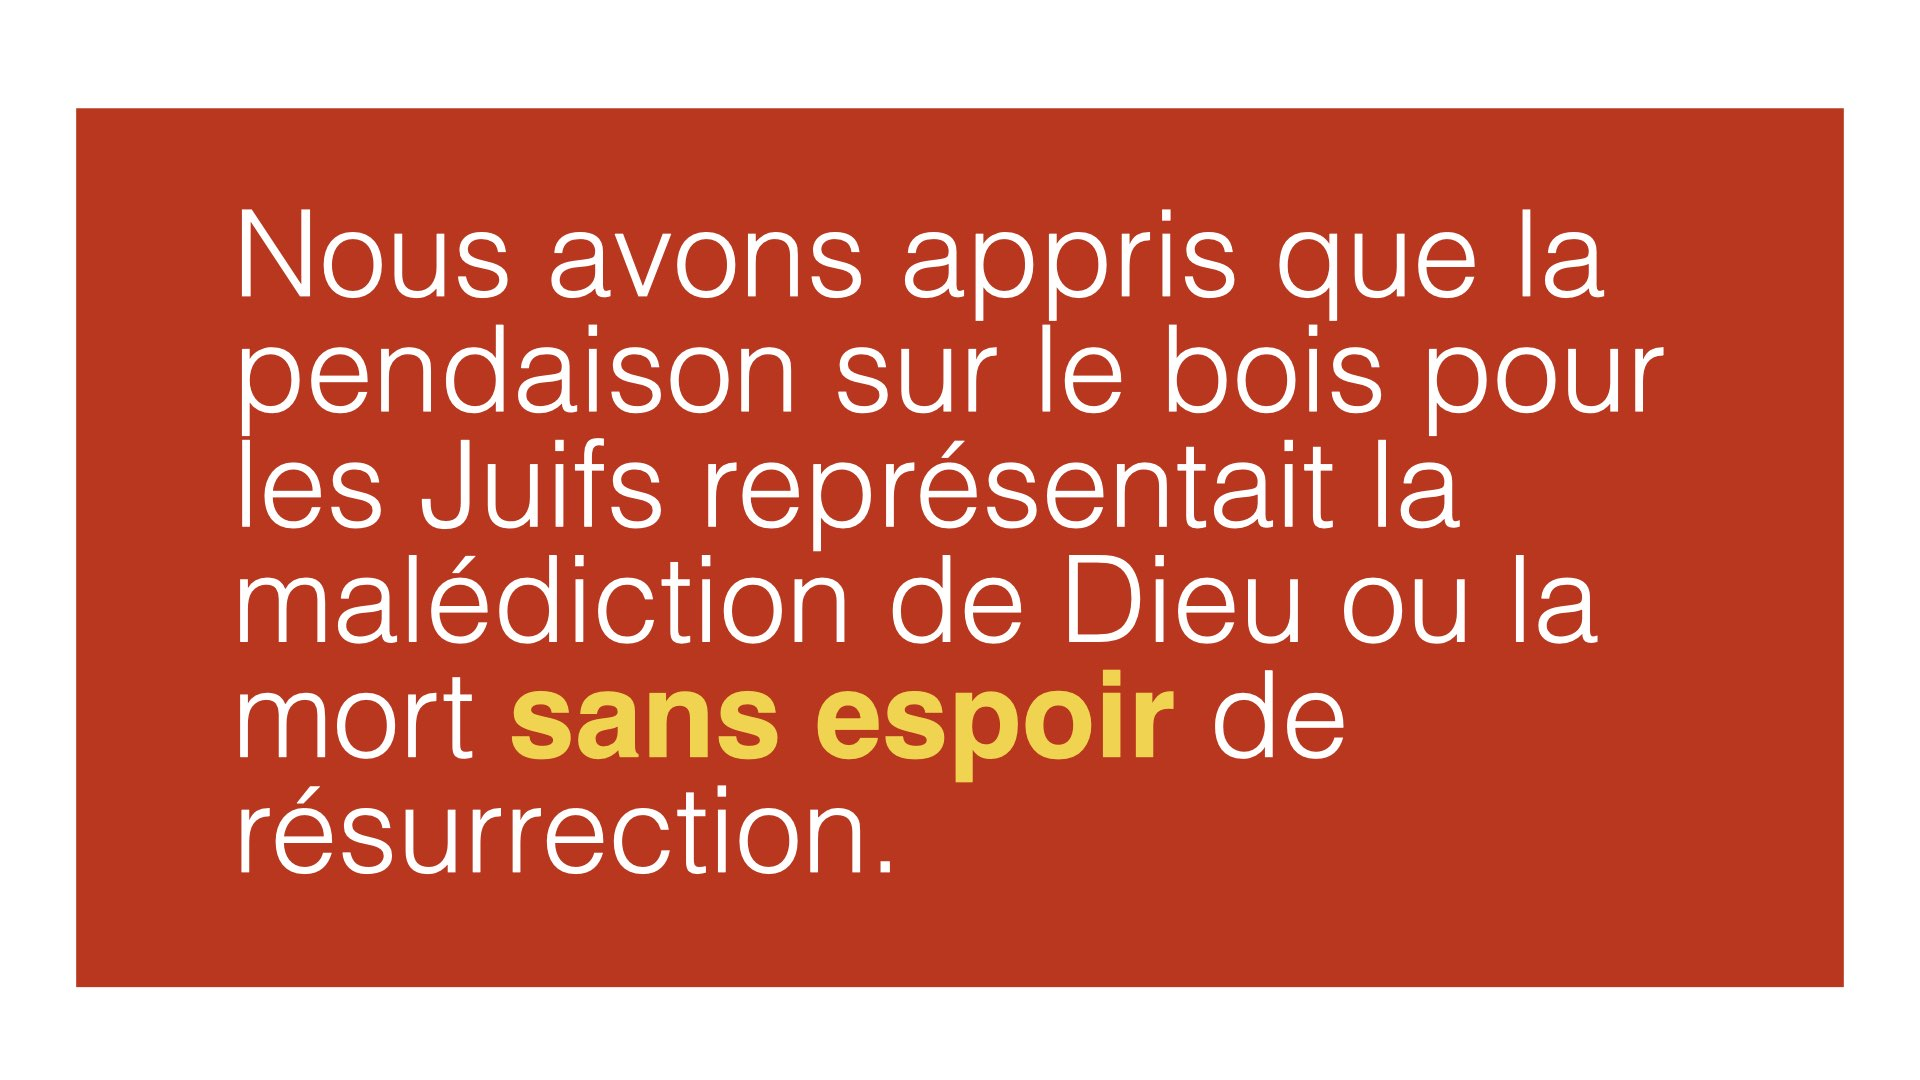 Nous avons appris que la
pendaison sur le bois pour
les Juifs représentait la
malédiction de Dieu ou la
mort sans espoir de
résurrection.